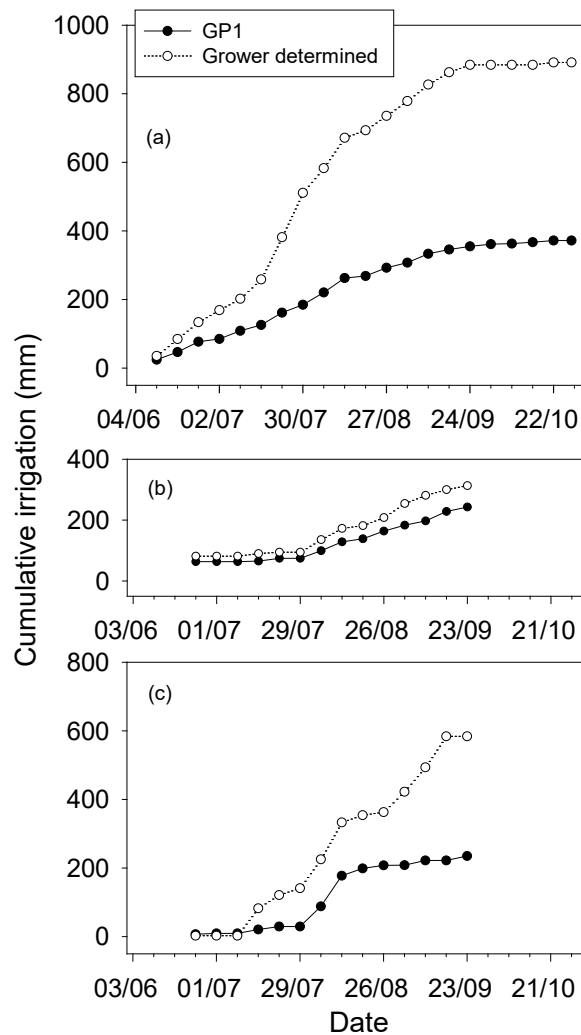 GP1
Grower determined
Cumulative irrigation (mm)
1000
800
600
400
200
0
(a)
04/06 02/07 30/07 27/08 24/09 22/10
400
200
0
(b)
03/06 01/07 29/07 26/08 23/09 21/10
800
600
400
200
0
(c)
03/06 01/07 29/07 26/08 23/09 21/10
Date